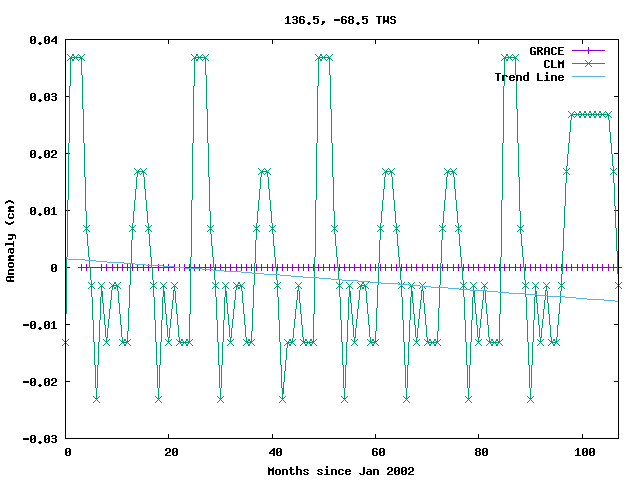 136.5, -68.5 TWS
0.04
GRACE
CLM
Trend Line
0.03
0.02
0.01
0
-0.01
-0.02
-0.03
Anomaly (cm)
0 20 40 60 80 100
Months since Jan 2002